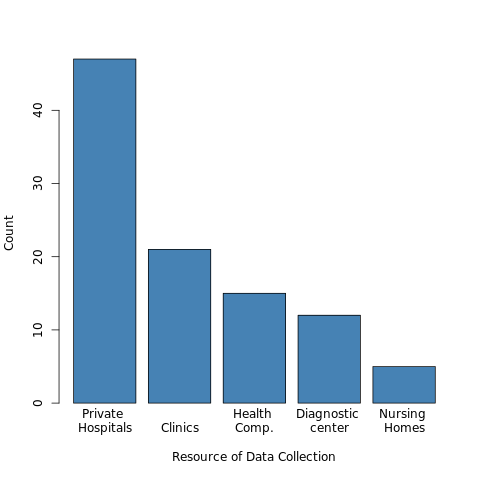 Count
40
30
20
10
0
Private
Hospitals
Clinics
Health
Comp.
Diagnostic
center
Nursing
Homes
Resource of Data Collection